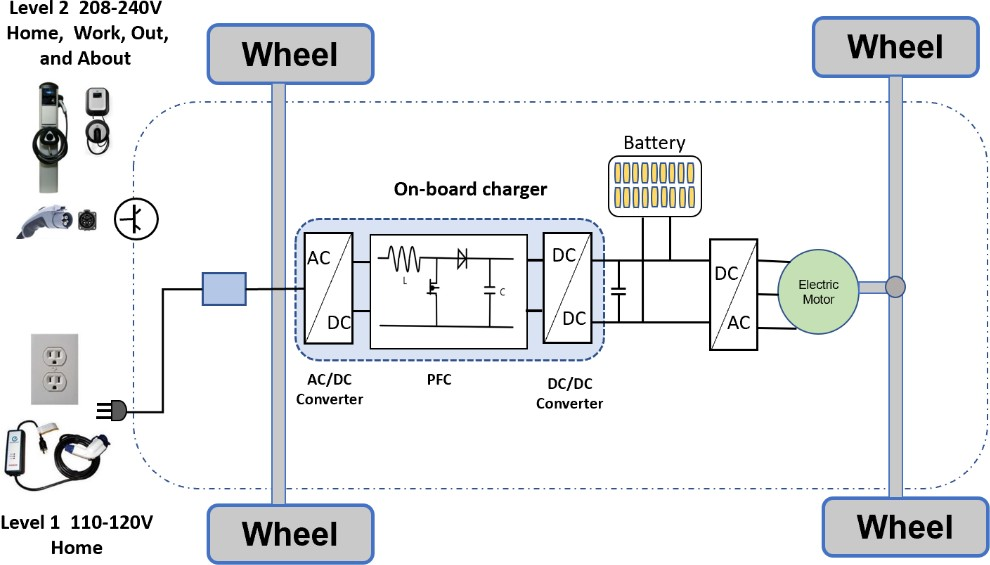 Level 2 208-240V
Home, Work, Out,
and About
Wheel
Wheel
Battery
On-board charger
AC
DC
L
C
DC
DC
DC
AC
Electric
Motor
AC/DC
Converter
PFC
DC/DC
Converter
Level 1 110-120V
Home
Wheel
Wheel